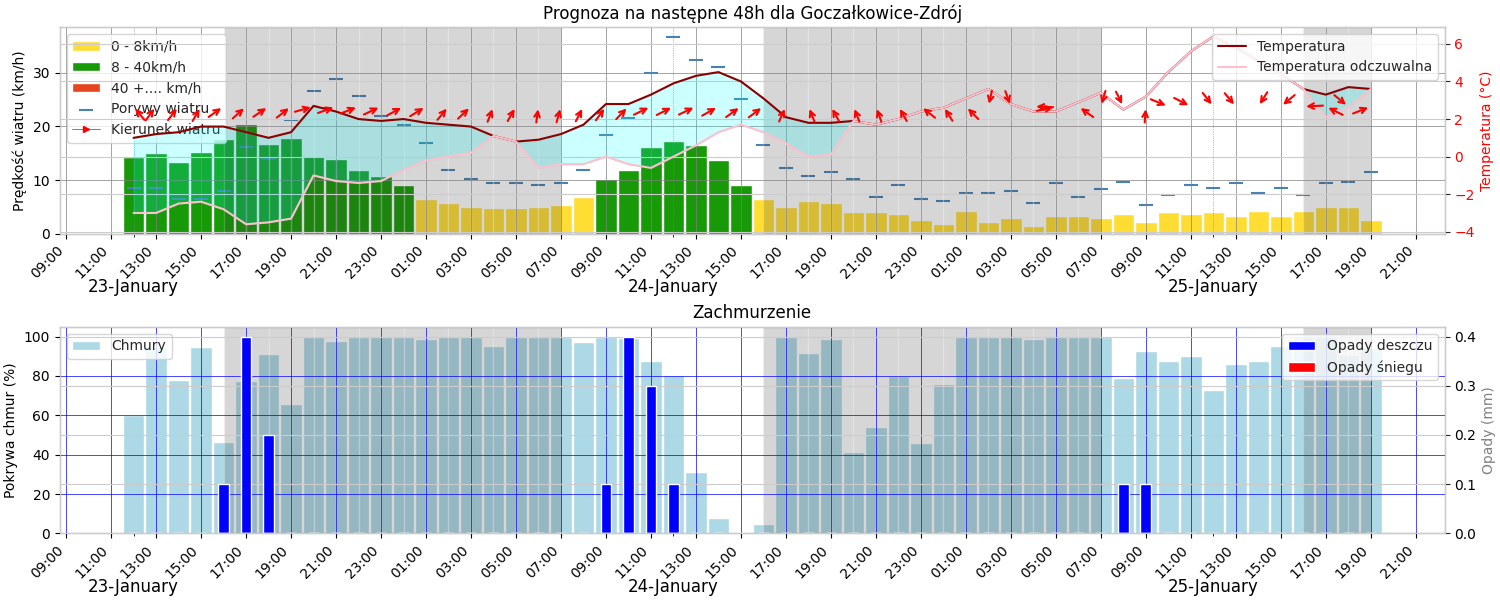 Prognoza na następne 48h dla Goczałkowice-Zdrój
0 - 8km/h
8 - 40km/h
40 +.... km/h
Porywy wiatru
Kierunek wiatru
Temperatura
Temperatura odczuwalna
Prędkość wiatru (km/h)
30
20
10
0
6
4
2
0
−2
−4
Temperatura (°C)
09:00 11:00 13:00 15:00 17:00 19:00 21:00 23:00 01:00 03:00 05:00 07:00 09:00 11:00 13:00 15:00 17:00 19:00 21:00 23:00 01:00 03:00 05:00 07:00 09:00 11:00 13:00 15:00 17:00 19:00 21:00
23-January 24-January 25-January
Zachmurzenie
Chmury
Opady deszczu
Opady śniegu
Pokrywa chmur (%)
100
80
60
40
20
0
0.4
0.3
0.2
0.1
0.0
Opady (mm)
09:00 11:00 13:00 15:00 17:00 19:00 21:00 23:00 01:00 03:00 05:00 07:00 09:00 11:00 13:00 15:00 17:00 19:00 21:00 23:00 01:00 03:00 05:00 07:00 09:00 11:00 13:00 15:00 17:00 19:00 21:00
23-January 24-January 25-January